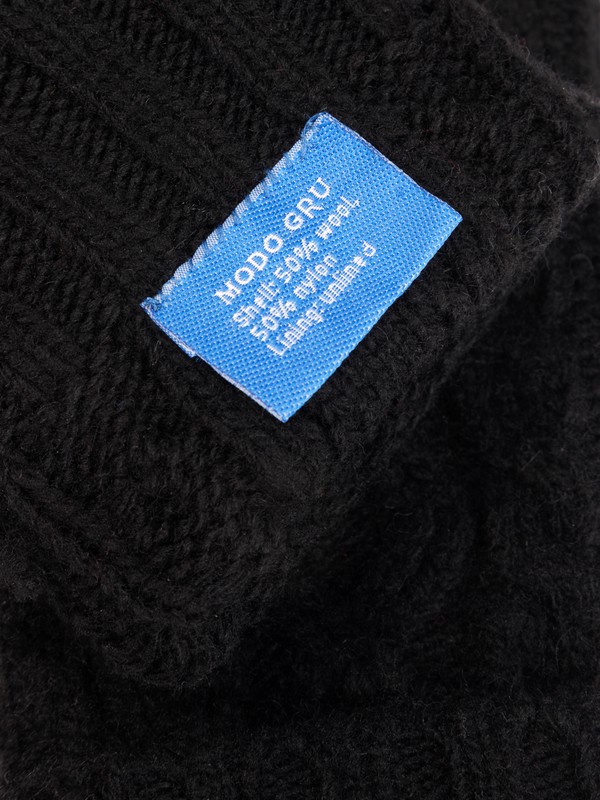 MODO GRU
Shell: 50% wool,
50% nylon
Lining: unlined